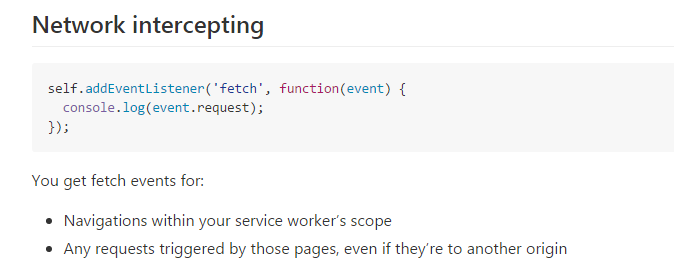 Network intercepting
self.addEventListener('fetch', function(event) {
  console.log(event.request);
});
You get fetch events for:
• Navigations within your service worker’s scope
• Any requests triggered by those pages, even if they’re to another origin